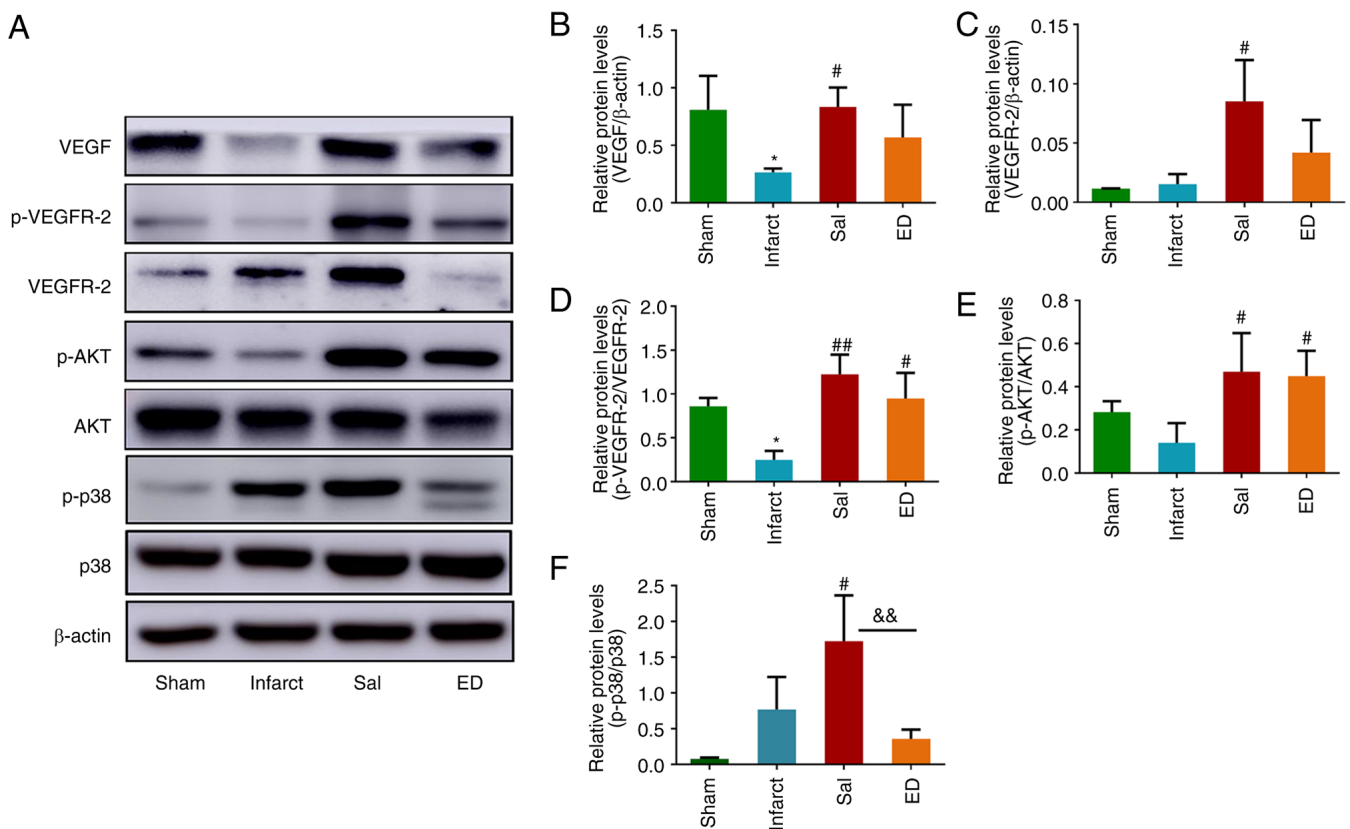 A
VEGF
p-VEGFR-2
VEGFR-2
p-AKT
AKT
p-p38
p38
β-actin
Sham Infarct Sal ED
B
Relative protein levels
(VEGF/β-actin)
1.5
1.0
0.5
0.0
*
#
Sham Infarct Sal ED
C
Relative protein levels
(VEGFR-2/β-actin)
0.15
0.10
0.05
0.00
#
Sham Infarct Sal ED
D
Relative protein levels
(p-VEGFR-2/VEGFR-2)
2.0
1.5
1.0
0.5
0.0
*
##
#
Sham Infarct Sal ED
E
Relative protein levels
(p-AKT/AKT)
0.8
0.6
0.4
0.2
0.0
#
#
Sham Infarct Sal ED
F
Relative protein levels
(p-p38/p38)
2.5
2.0
1.5
1.0
0.5
0.0
#
&&
Sham Infarct Sal ED